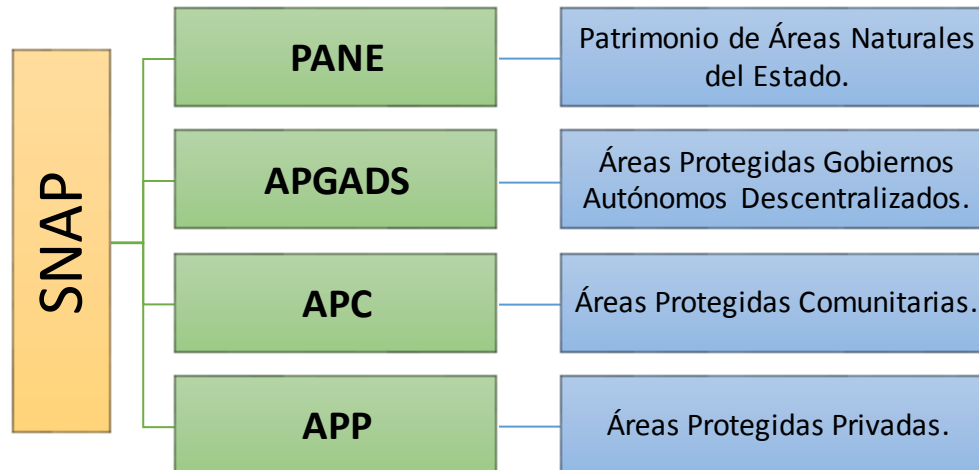 SNAP
PANE
Patrimonio de Áreas Naturales
del Estado.
APGADS
Áreas Protegidas Gobiernos
Autónomos Descentralizados.
APC
Áreas Protegidas Comunitarias.
APP
Áreas Protegidas Privadas.